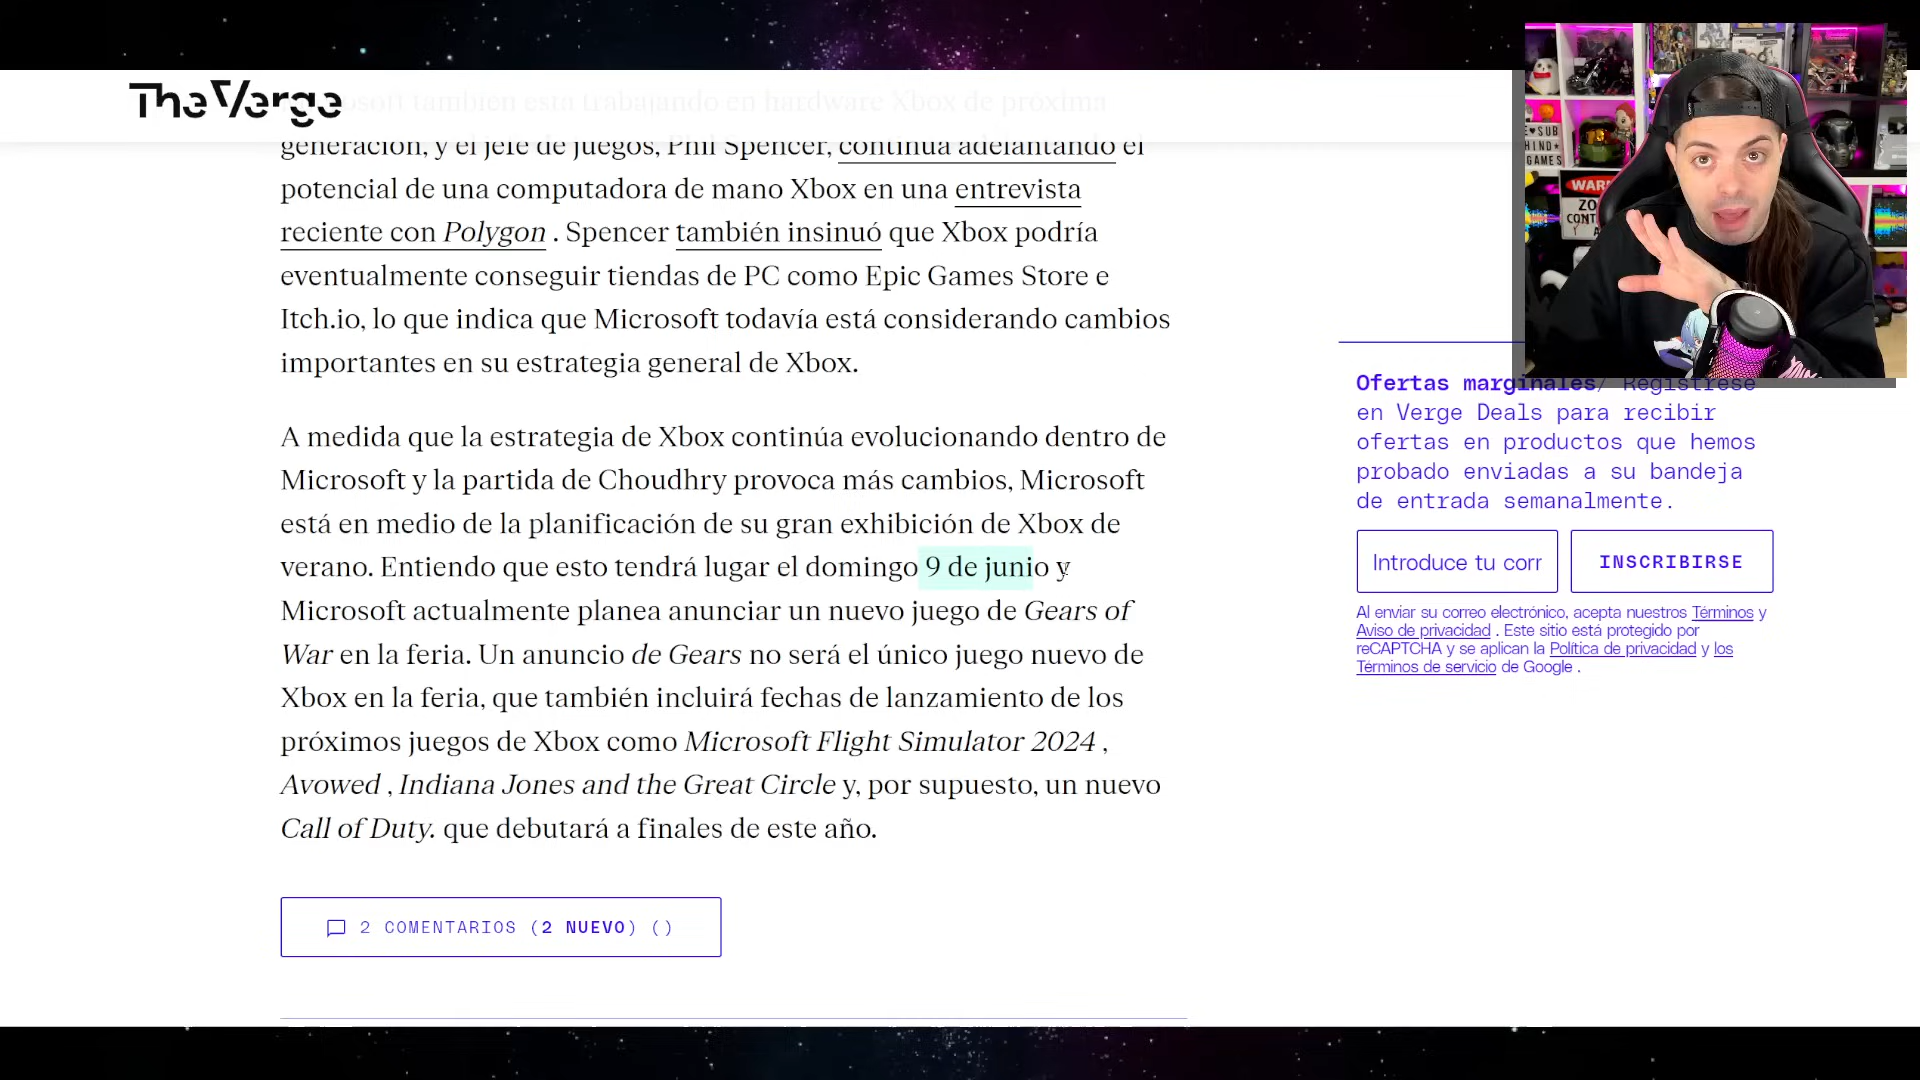 The Verge
Microsoft también está trabajando en hardware Xbox de próxima
generación, y el jefe de juegos, Phil Spencer, continúa adelantando el
potencial de una computadora de mano Xbox en una entrevista
reciente con Polygon . Spencer también insinuó que Xbox podría
eventualmente conseguir tiendas de PC como Epic Games Store e
Itch.io, lo que indica que Microsoft todavía está considerando cambios
importantes en su estrategia general de Xbox.
A medida que la estrategia de Xbox continúa evolucionando dentro de
Microsoft y la partida de Choudhry provoca más cambios, Microsoft
está en medio de la planificación de su gran exhibición de Xbox de
verano. Entiendo que esto tendrá lugar el domingo 9 de junio y
Microsoft actualmente planea anunciar un nuevo juego de Gears of
War en la feria. Un anuncio de Gears no será el único juego nuevo de
Xbox en la feria, que también incluirá fechas de lanzamiento de los
próximos juegos de Xbox como Microsoft Flight Simulator 2024 ,
Avowed , Indiana Jones and the Great Circle y, por supuesto, un nuevo
Call of Duty. que debutará a finales de este año.
2 COMENTARIOS (2 NUEVO) ()
Ofertas marginales/ Regístrese
en Verge Deals para recibir
ofertas en productos que hemos
probado enviadas a su bandeja
de entrada semanalmente.
Introduce tu corr
INSCRIBIRSE
Al enviar su correo electrónico, acepta nuestros Términos y
Aviso de privacidad . Este sitio está protegido por
reCAPTCHA y se aplican la Política de privacidad y los
Términos de servicio de Google .
SUB
GAMES
WAR
ZO
CONT